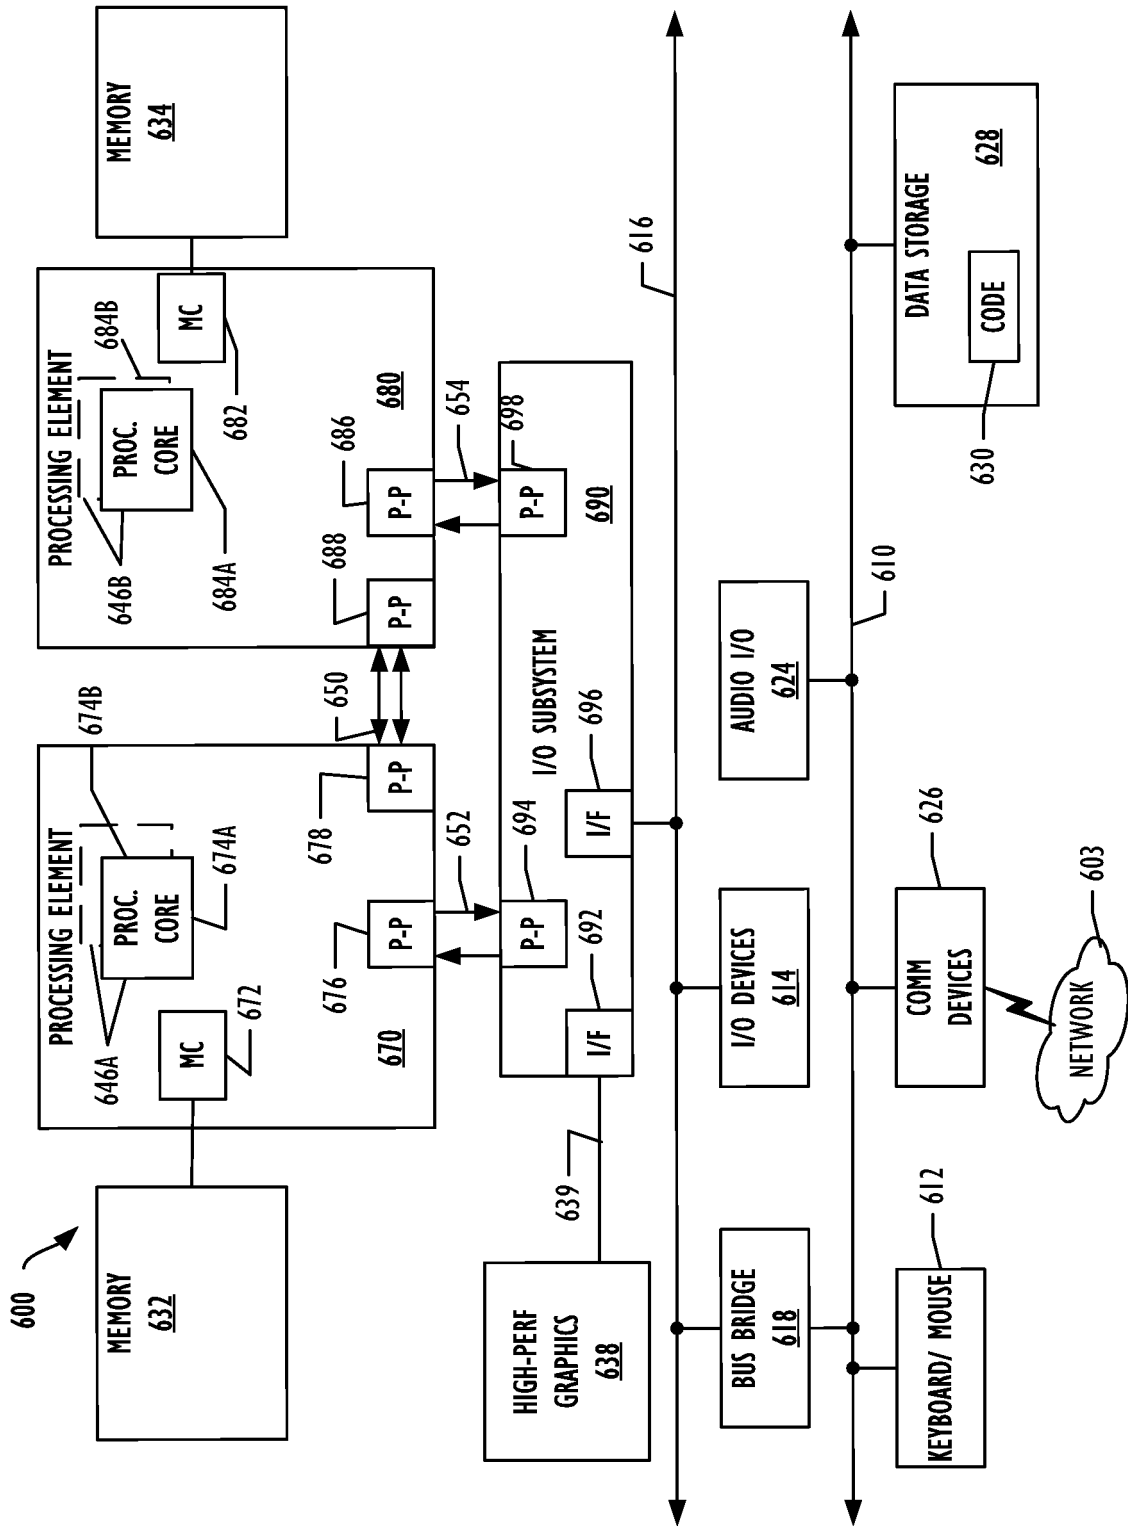 600
MEMORY
632
PROCESSING ELEMENT
646A
PROC.
CORE
674B
674A
MC
672
670
676
P-P
678
P-P
650
PROCESSING ELEMENT
646B
PROC.
CORE
684B
684A
MC
682
680
688
P-P
686
P-P
MEMORY
634
652
654
HIGH-PERF
GRAPHICS
638
639
I/O SUBSYSTEM
690
I/F
692
P-P
694
I/F
696
P-P
698
616
BUS BRIDGE
618
I/O DEVICES
614
AUDIO I/O
624
610
KEYBOARD/ MOUSE
612
COMM
DEVICES
626
NETWORK
603
DATA STORAGE
628
CODE
630